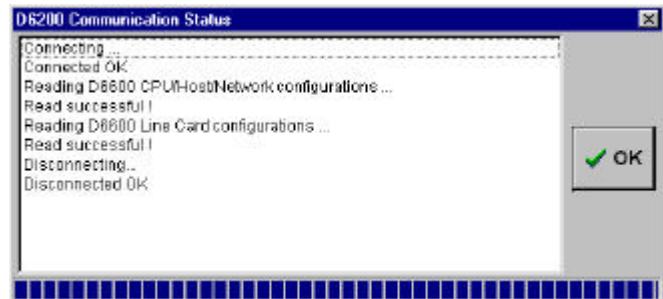 D6200 Communication Status
Connecting ...
Connected OK
Reading D6600 CPU/Host/Network configurations ...
Read successful !
Reading D6600 Line Card configurations ...
Read successful !
Disconnecting...
Disconnected OK
OK